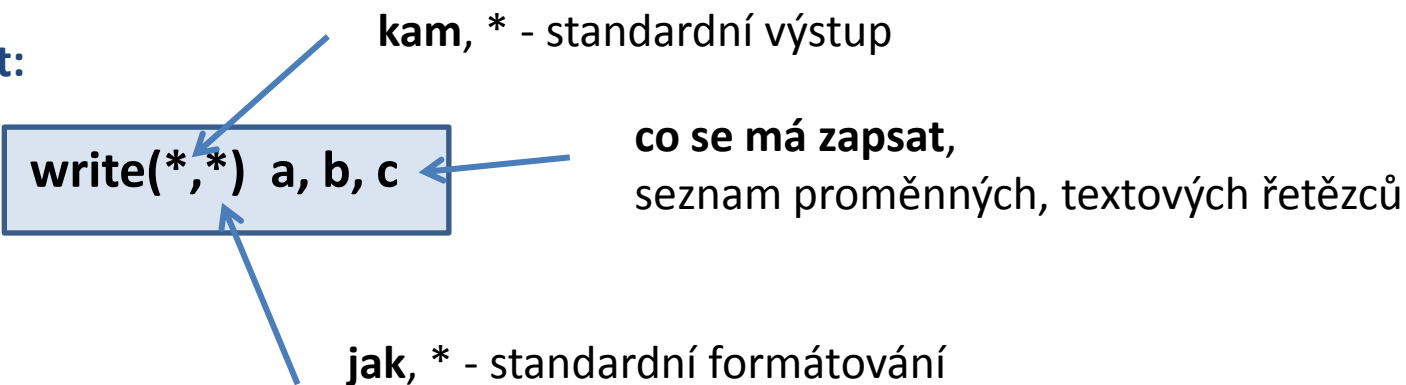 kam, * - standardní výstup
t:
co se má zapsat,
write(*,*) a, b, c
seznam proměnných, textových řetězců
jak, * - standardní formátování